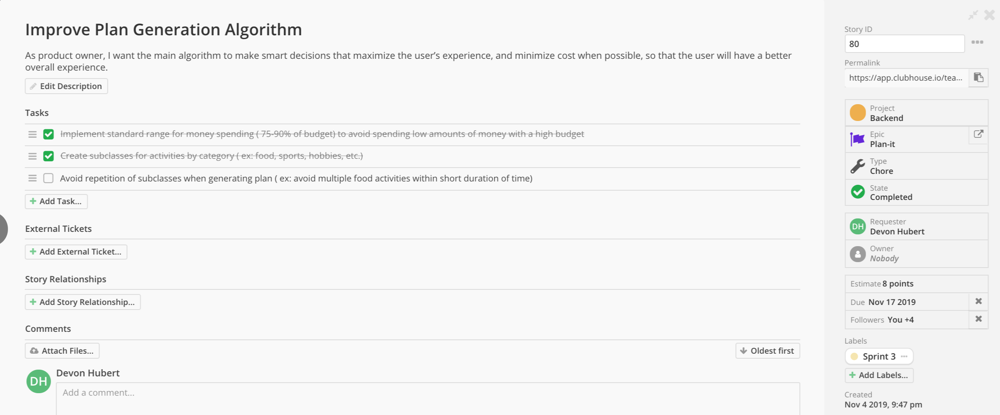 Improve Plan Generation Algorithm
As product owner, I want the main algorithm to make smart decisions that maximize the user’s experience, and minimize cost when possible, so that the user will have a better
overall experience.
Edit Description
Tasks
Implement standard range for money spending ( 75-90% of budget) to avoid spending low amounts of money with a high budget
Create subclasses for activities by category ( ex: food, sports, hobbies, etc.)
Avoid repetition of subclasses when generating plan ( ex: avoid multiple food activities within short duration of time)
+ Add Task...
External Tickets
+ Add External Ticket...
Story Relationships
+ Add Story Relationship...
Comments
Attach Files...
Oldest first
DH
Devon Hubert
Add a comment...
Story ID
80
Permalink
https://app.clubhouse.io/tea...
Project
Backend
Epic
Plan-it
Type
Chore
State
Completed
DH
Requester
Devon Hubert
Owner
Nobody
Estimate 8 points
Due Nov 17 2019
Followers You +4
Labels
Sprint 3
+ Add Labels...
Created
Nov 4 2019, 9:47 pm